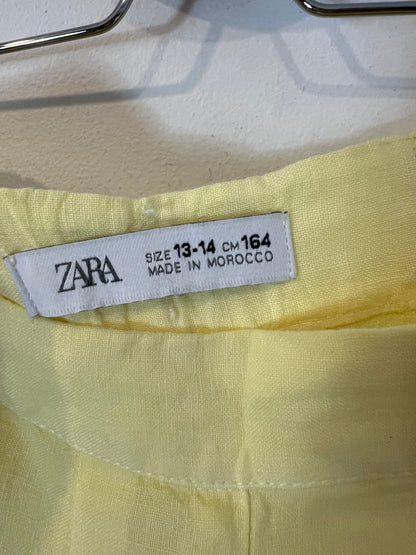 ZARA
SIZE 13-14 CM 164
MADE IN MOROCCO